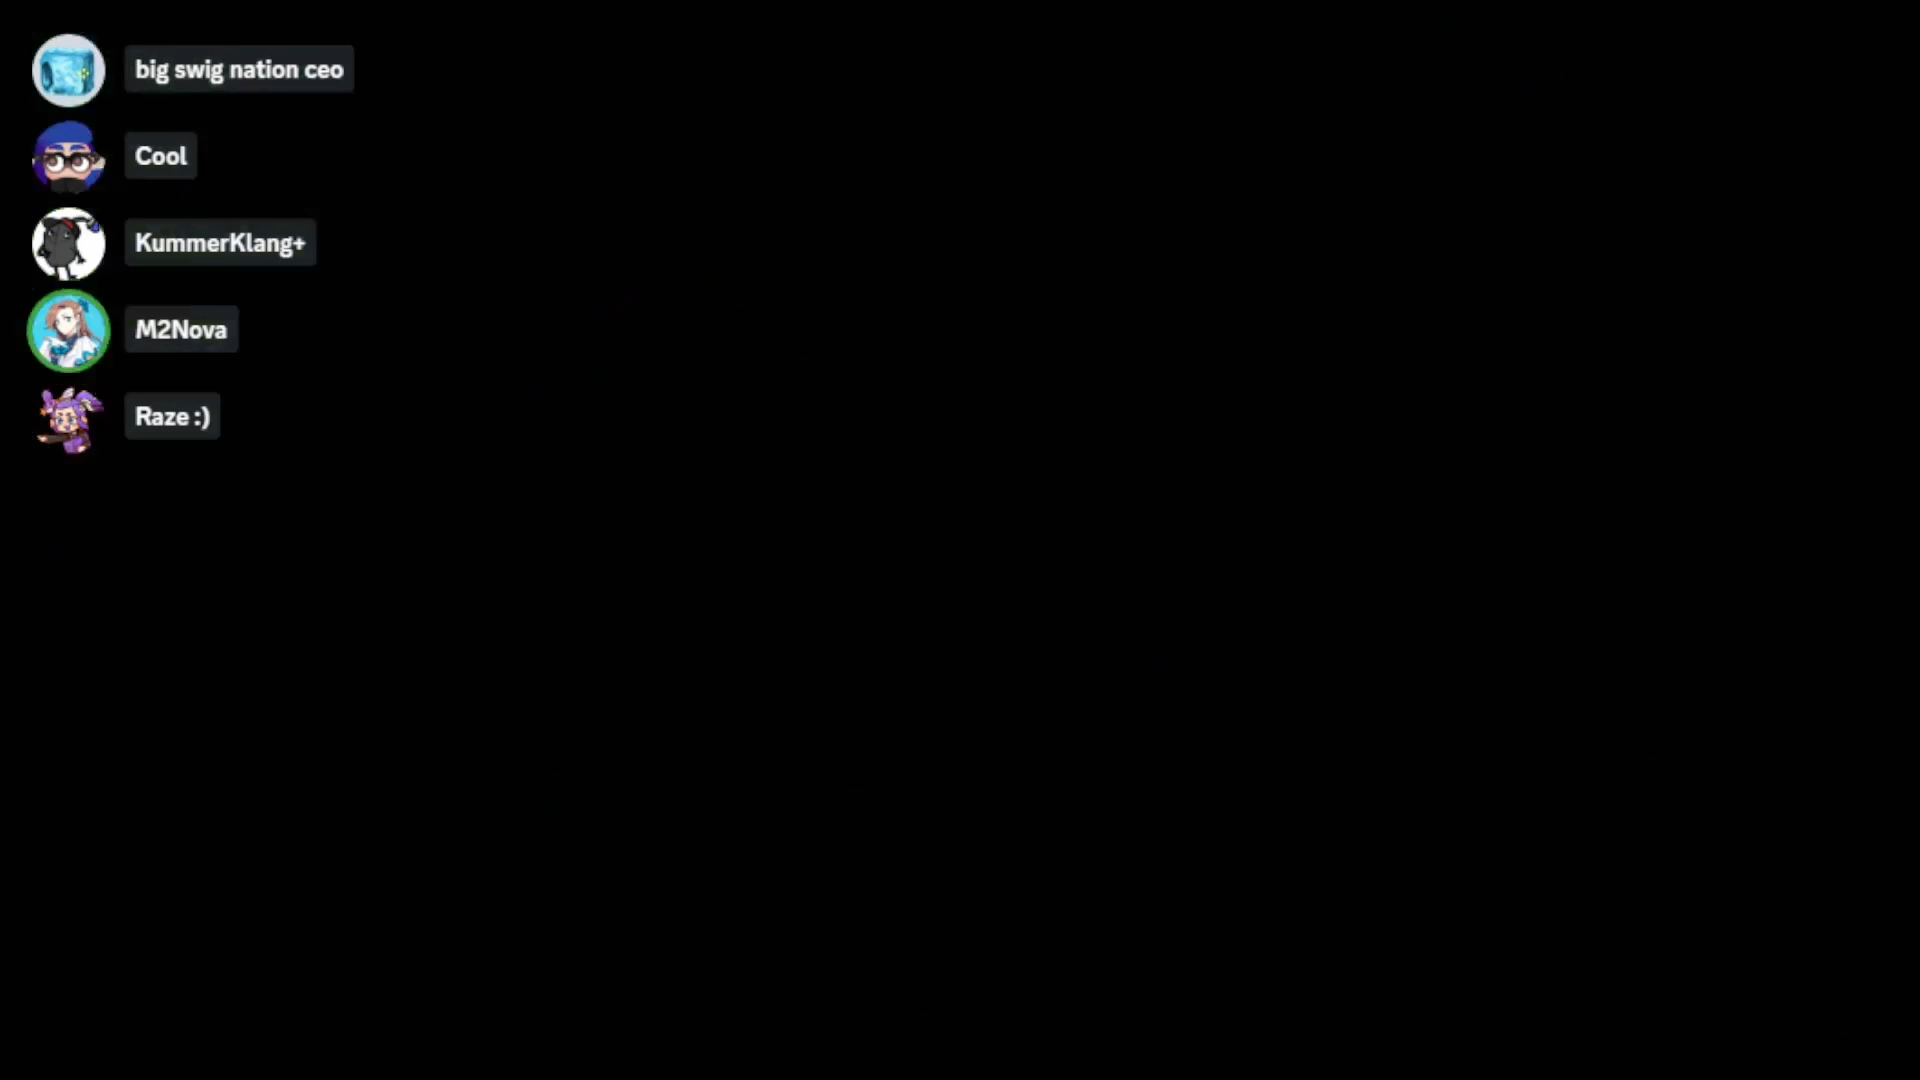 big swig nation ceo
Cool
KummerKlang+
M2Nova
Raze :)